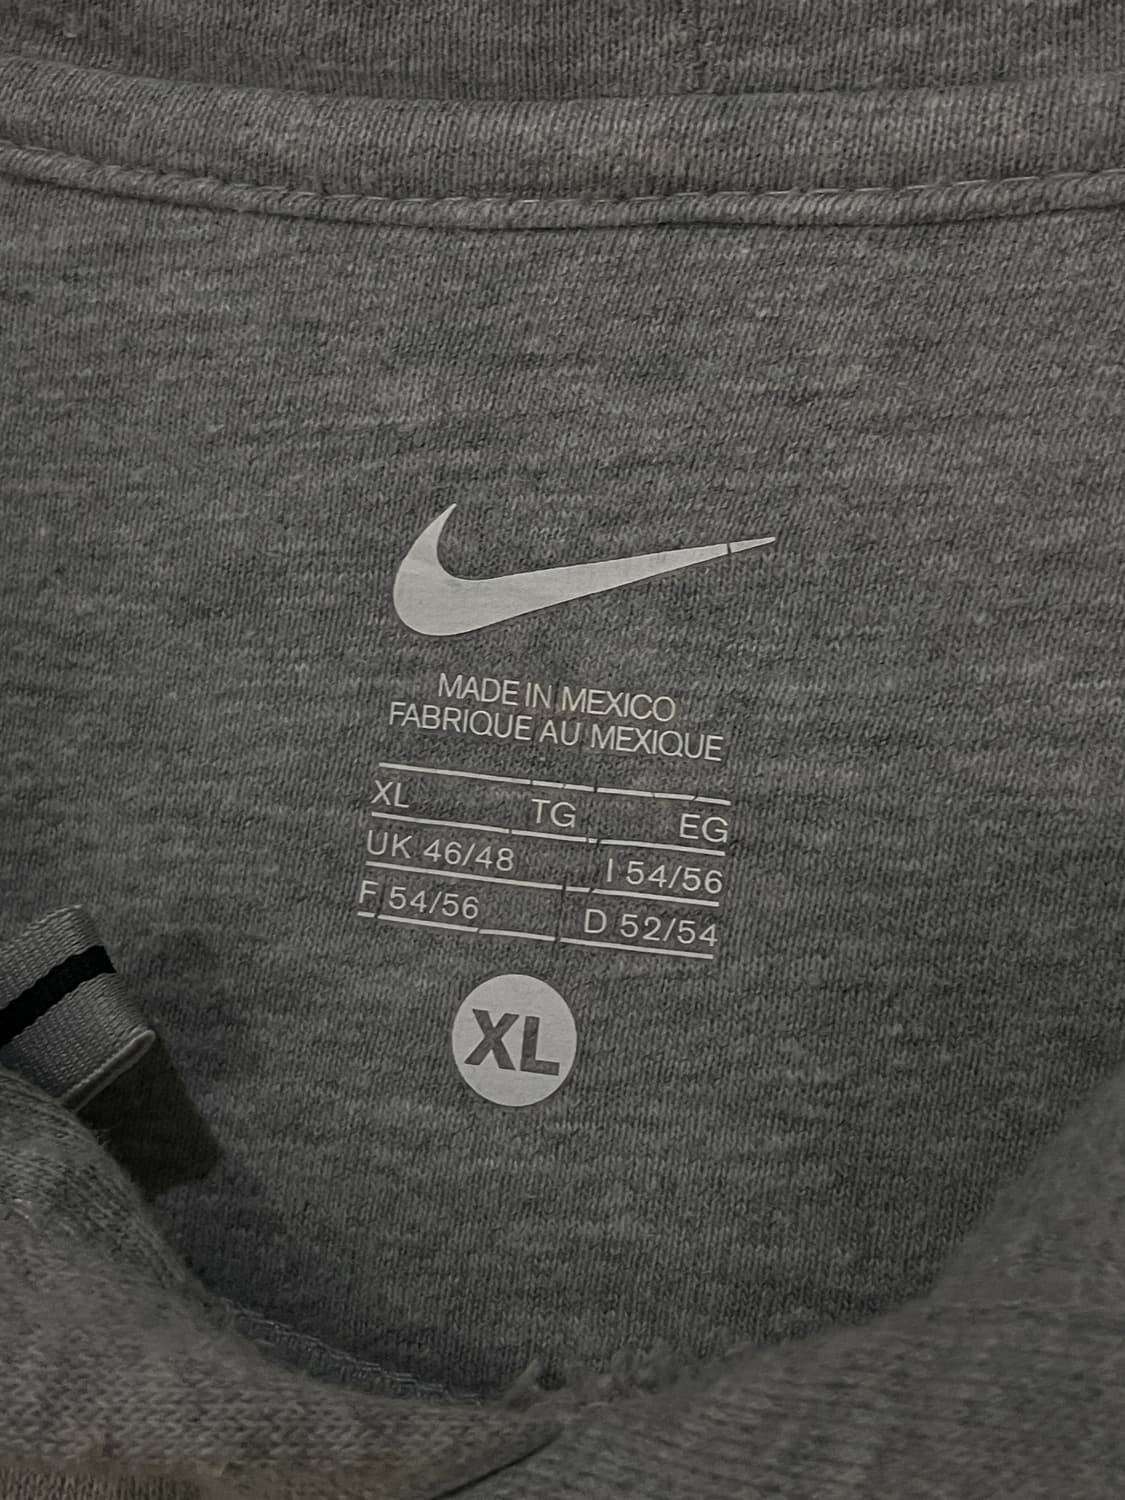 MADE IN MEXICO
FABRIQUE AU MEXIQUE
XL TG EG
UK 46/48 I 54/56
F 54/56 D 52/54
XL